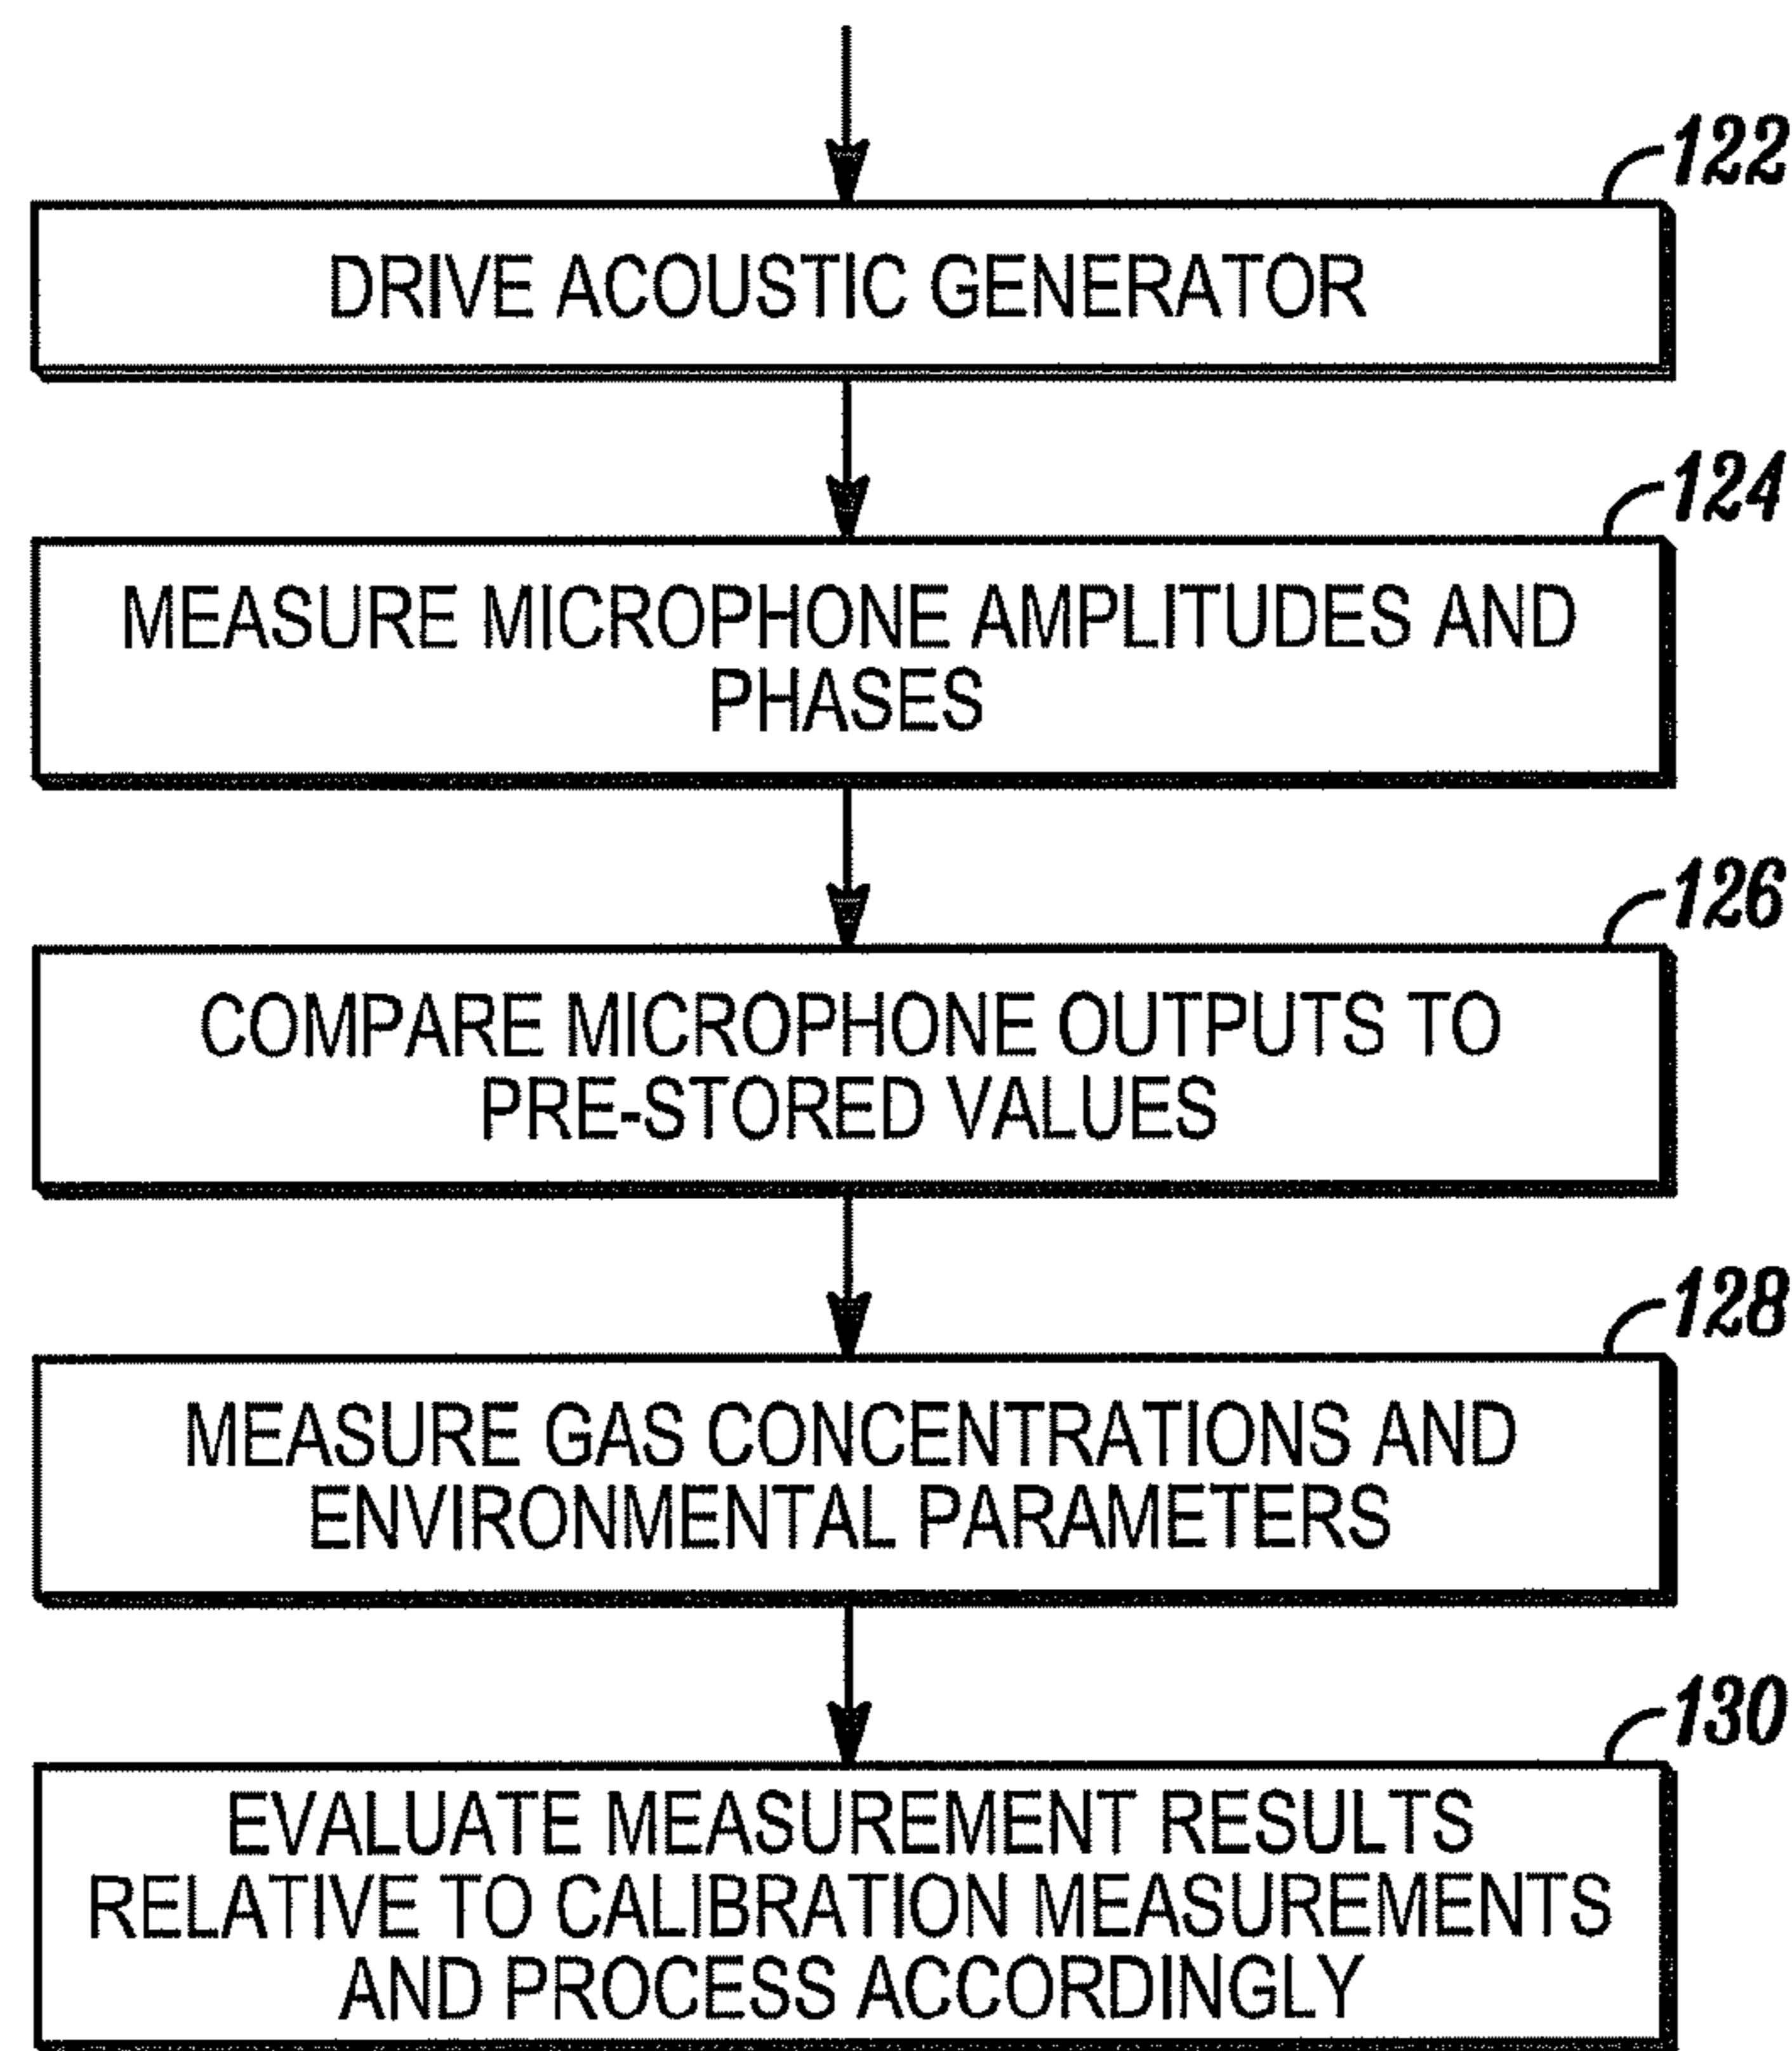 122
DRIVE ACOUSTIC GENERATOR
124
MEASURE MICROPHONE AMPLITUDES AND
PHASES
126
COMPARE MICROPHONE OUTPUTS TO
PRE-STORED VALUES
128
MEASURE GAS CONCENTRATIONS AND
ENVIRONMENTAL PARAMETERS
130
EVALUATE MEASUREMENT RESULTS
RELATIVE TO CALIBRATION MEASUREMENTS
AND PROCESS ACCORDINGLY